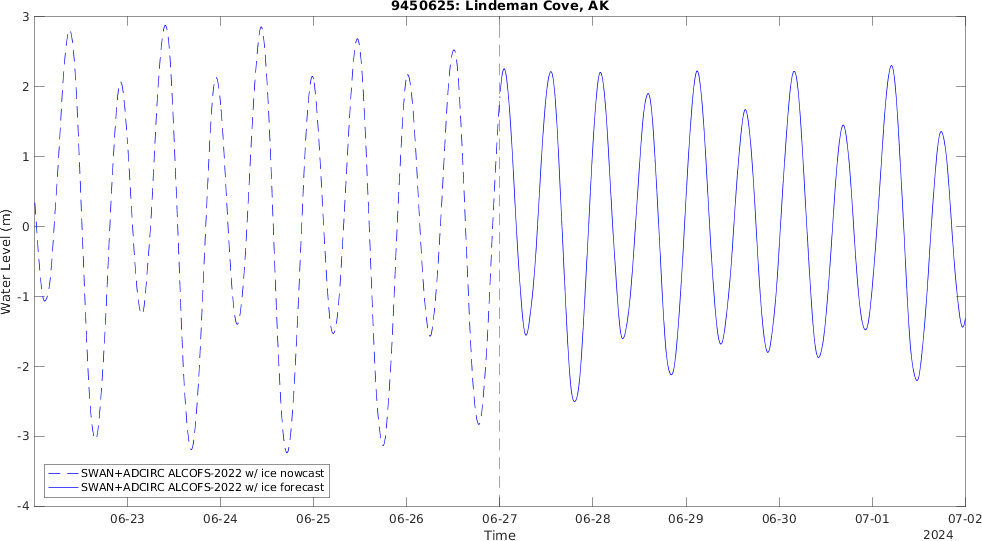 9450625: Lindeman Cove, AK
Water Level (m)
3
2
1
0
-1
-2
-3
-4
SWAN+ADCIRC ALCOFS-2022 w/ ice nowcast
SWAN+ADCIRC ALCOFS-2022 w/ ice forecast
06-23 06-24 06-25 06-26 06-27 06-28 06-29 06-30 07-01 07-02
Time
2024